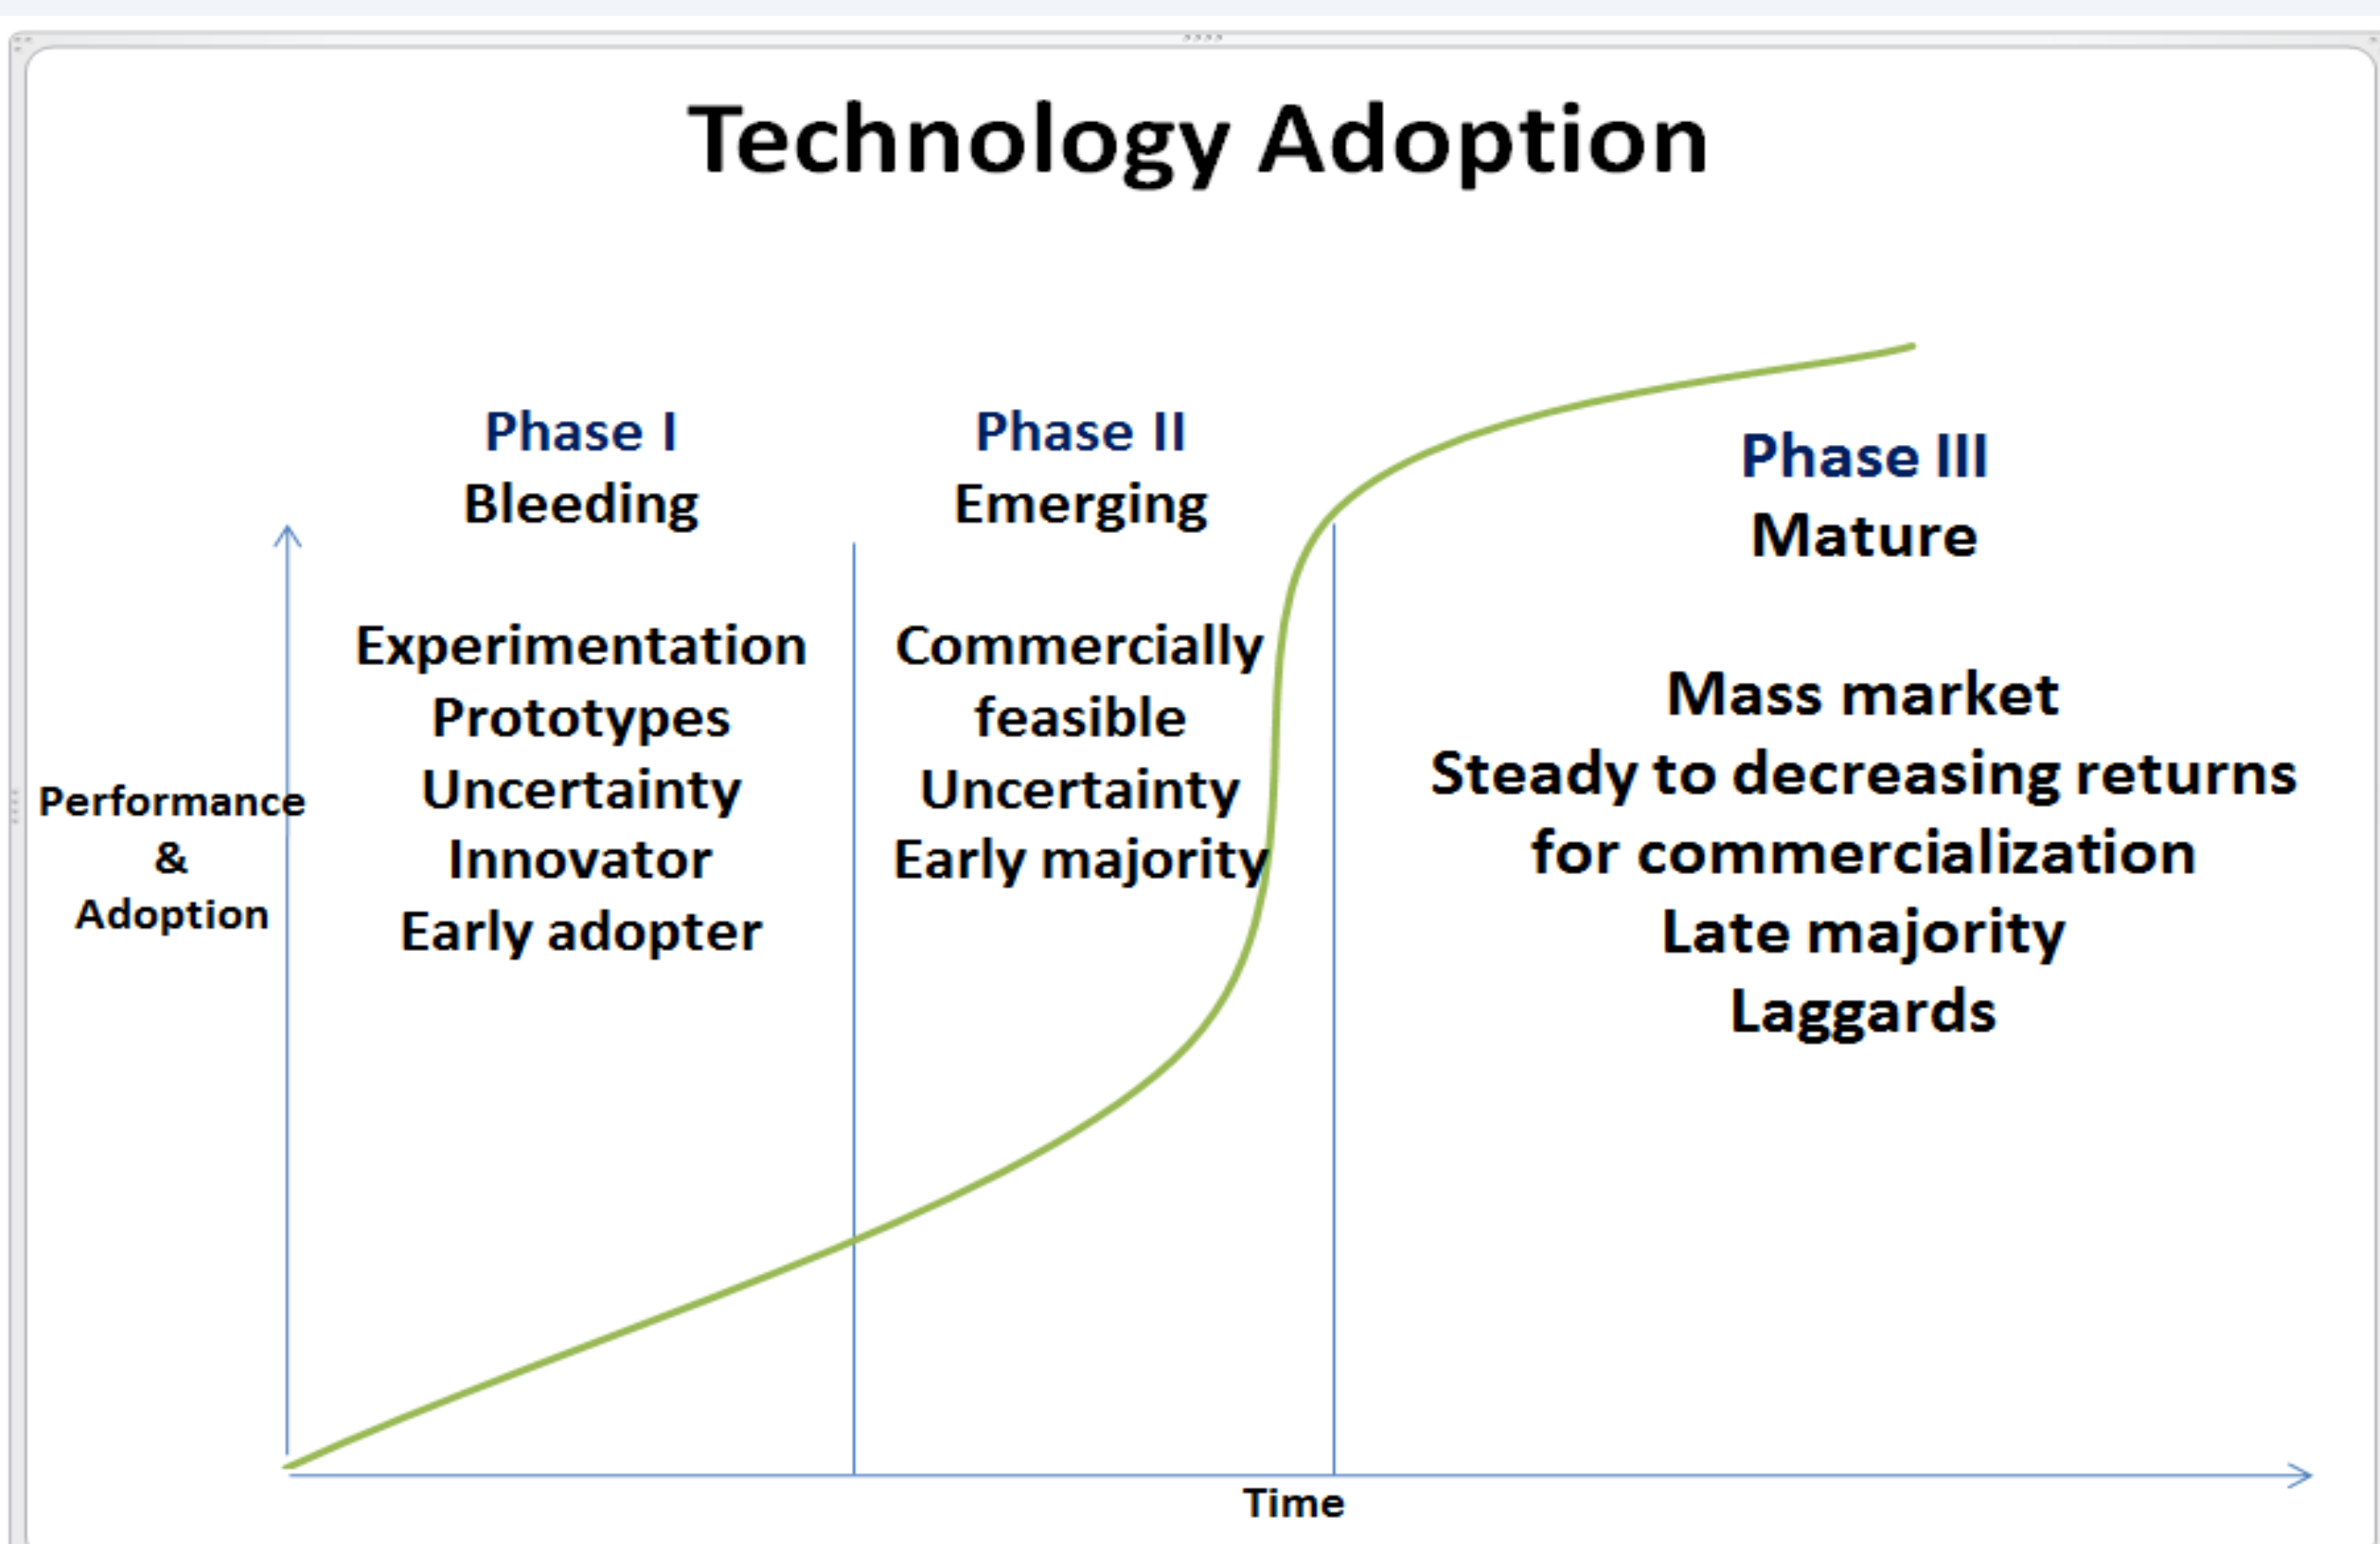 Technology Adoption
Phase I
Bleeding
Experimentation
Prototypes
Uncertainty
Innovator
Early adopter
Phase II
Emerging
Commercially
feasible
Uncertainty
Early majority
Phase III
Mature
Mass market
Steady to decreasing returns
for commercialization
Late majority
Laggards
Performance
&
Adoption
Time